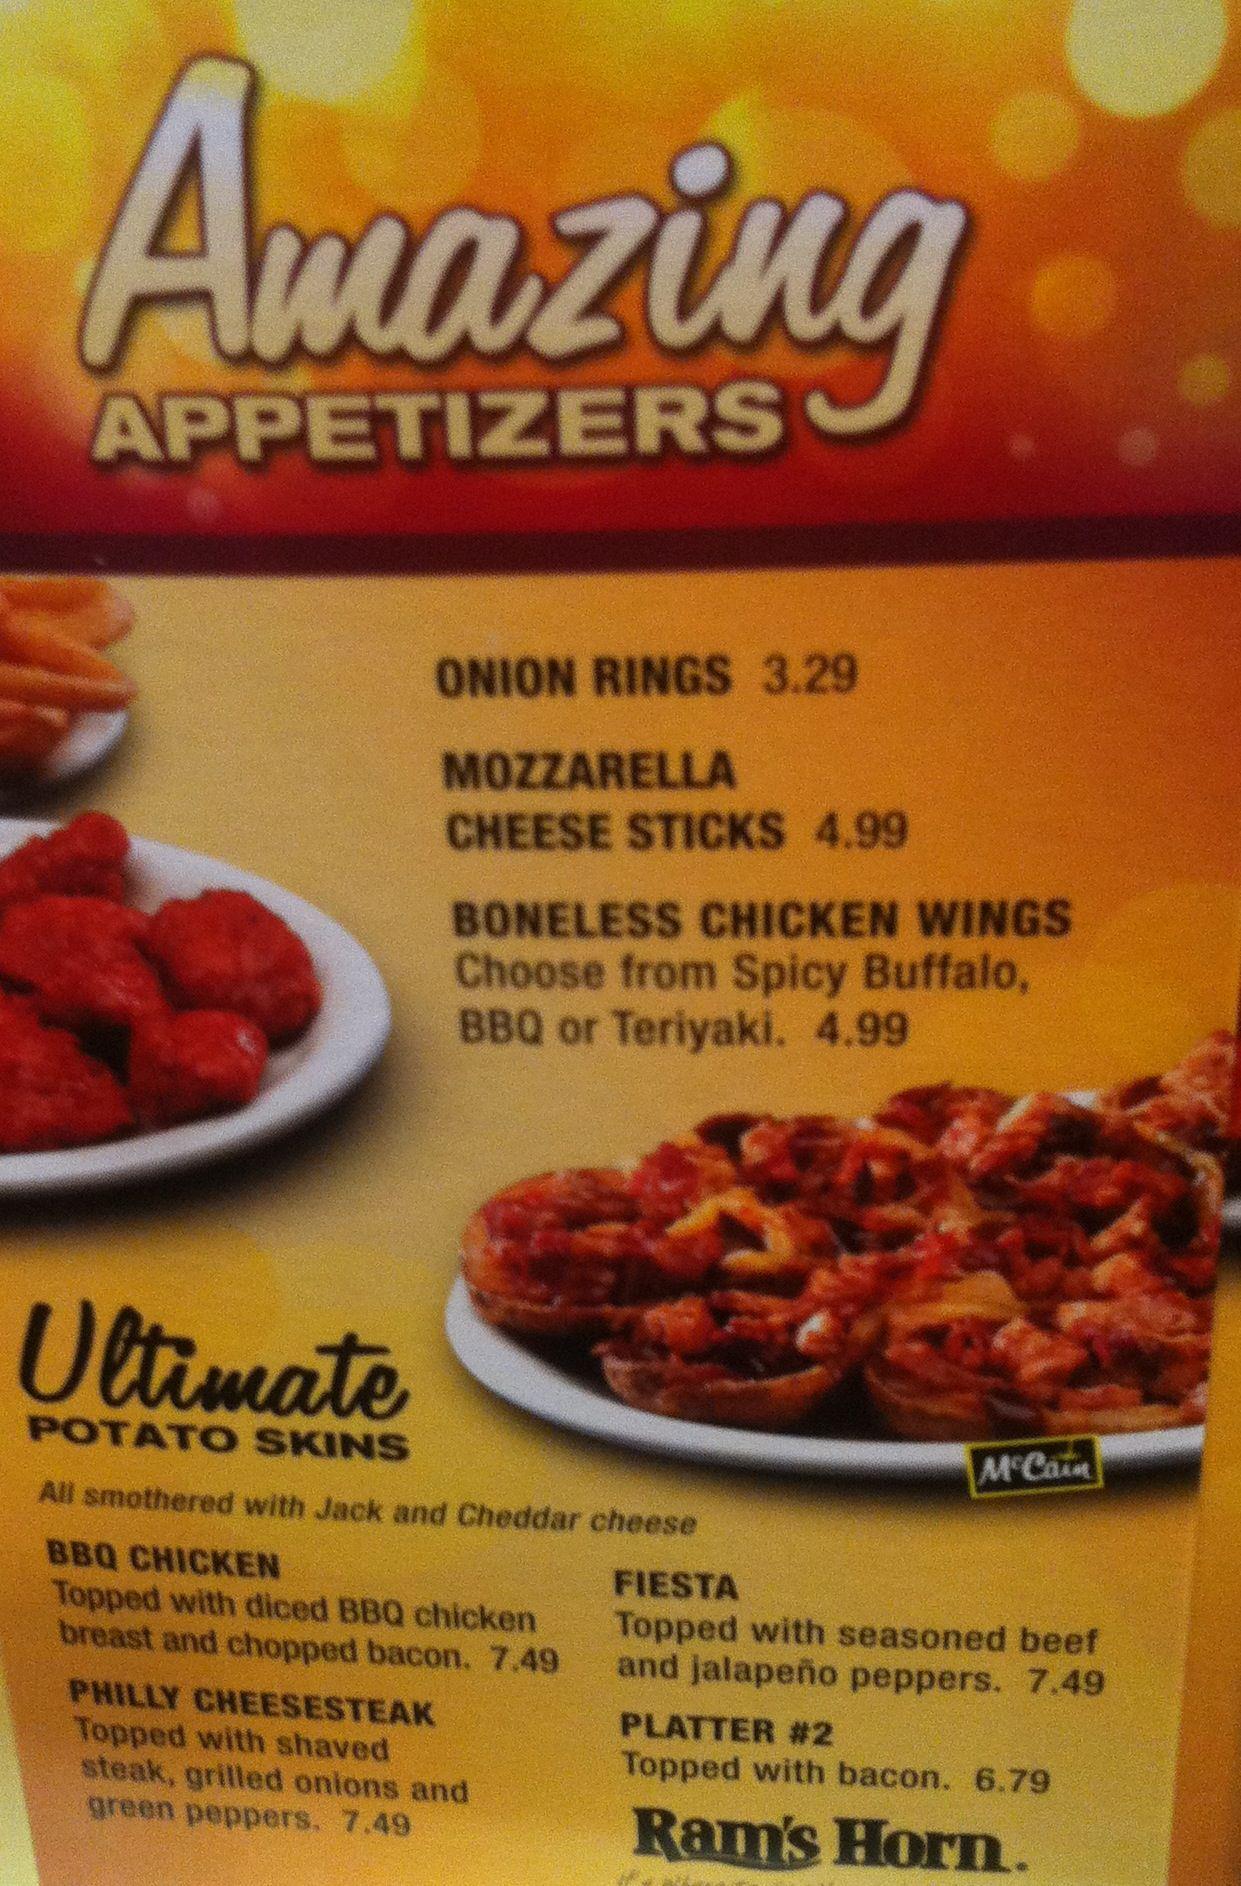 Amazing
APPETIZERS
ONION RINGS 3.29
MOZZARELLA
CHEESE STICKS 4.99
BONELESS CHICKEN WINGS
Choose from Spicy Buffalo,
BBQ or Teriyaki. 4.99
McCain
Ultimate
POTATO SKINS
All smothered with Jack and Cheddar cheese
BBQ CHICKEN
Topped with diced BBQ chicken
breast and chopped bacon. 7.49
PHILLY CHEESESTEAK
Topped with shaved
steak, grilled onions and
green peppers. 7.49
FIESTA
Topped with seasoned beef
and jalapeño peppers. 7.49
PLATTER #2
Topped with bacon. 6.79
Ram's Horn.